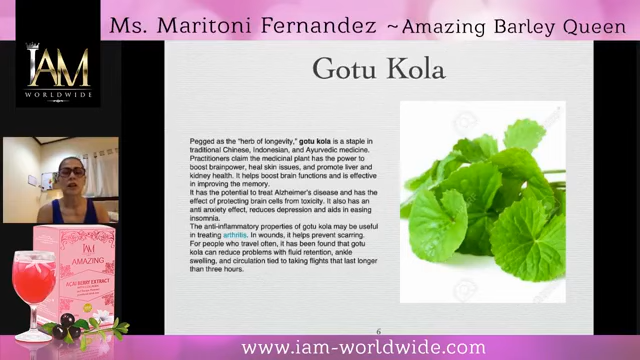 Ms. Maritoni Fernandez ~Amazing Barley Queen
IAM
WORLDWIDE
Gotu Kola
Pegged as the "herb of longevity," gotu kola is a staple in
traditional Chinese, Indonesian, and Ayurvedic medicine.
Practitioners claim the medicinal plant has the power to
boost brainpower, heal skin issues, and promote liver and
kidney health. It helps boost brain functions and is effective
in improving the memory.
It has the potential to treat Alzheimer's disease and has the
effect of protecting brain cells from toxicity. It also has an
anti anxiety effect, reduces depression and aids in easing
insomnia.
The anti-inflammatory properties of gotu kola may be useful
in treating arthritis. In wounds, it helps prevent scarring.
For people who travel often, it has been found that gotu
kola can reduce problems with fluid retention, ankle
swelling, and circulation tied to taking flights that last longer
than three hours.
IAM
AMAZING
ACAI BERRY EXTRACT
6
www.iam-worldwide.com